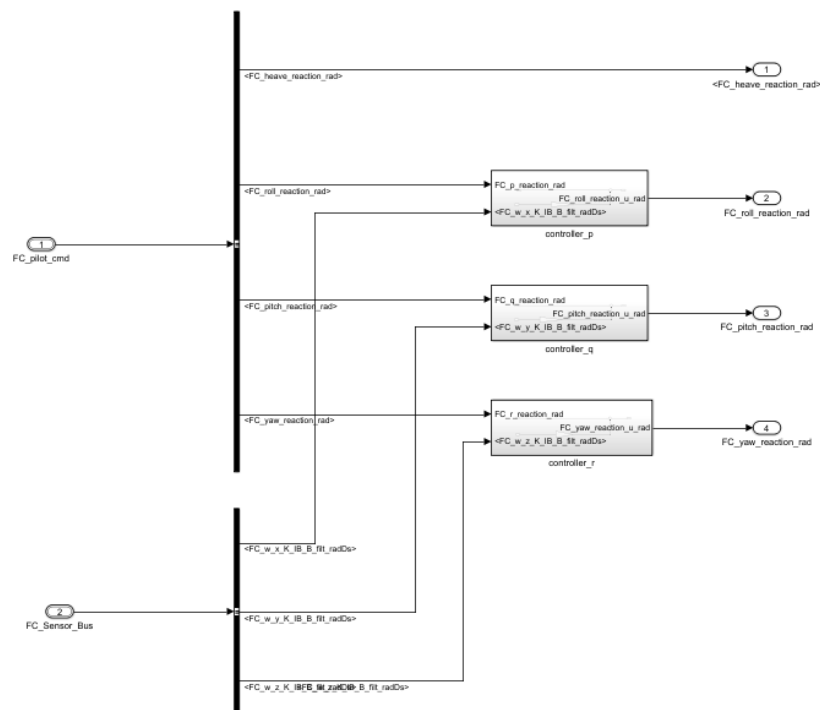 1
<FC_heave_reaction_rad>
<FC_heave_reaction_rad>
FC_p_reaction_rad
<FC_roll_reaction_rad>
FC_roll_reaction_u_rad
2
<FC_w_x_K_IB_B_filt_radDs>
FC_roll_reaction_rad
controller_p
1
FC_pilot_cmd
FC_q_reaction_rad
<FC_pitch_reaction_rad>
FC_pitch_reaction_u_rad
3
<FC_w_y_K_IB_B_filt_radDs>
FC_pitch_reaction_rad
controller_q
FC_r_reaction_rad
<FC_yaw_reaction_rad>
FC_yaw_reaction_u_rad
4
<FC_w_z_K_IB_B_filt_radDs>
FC_yaw_reaction_rad
controller_r
<FC_w_x_K_IB_B_filt_radDs>
2
<FC_w_y_K_IB_B_filt_radDs>
FC_Sensor_Bus
<FC_w_z_K_IB_B_filt_radDs>